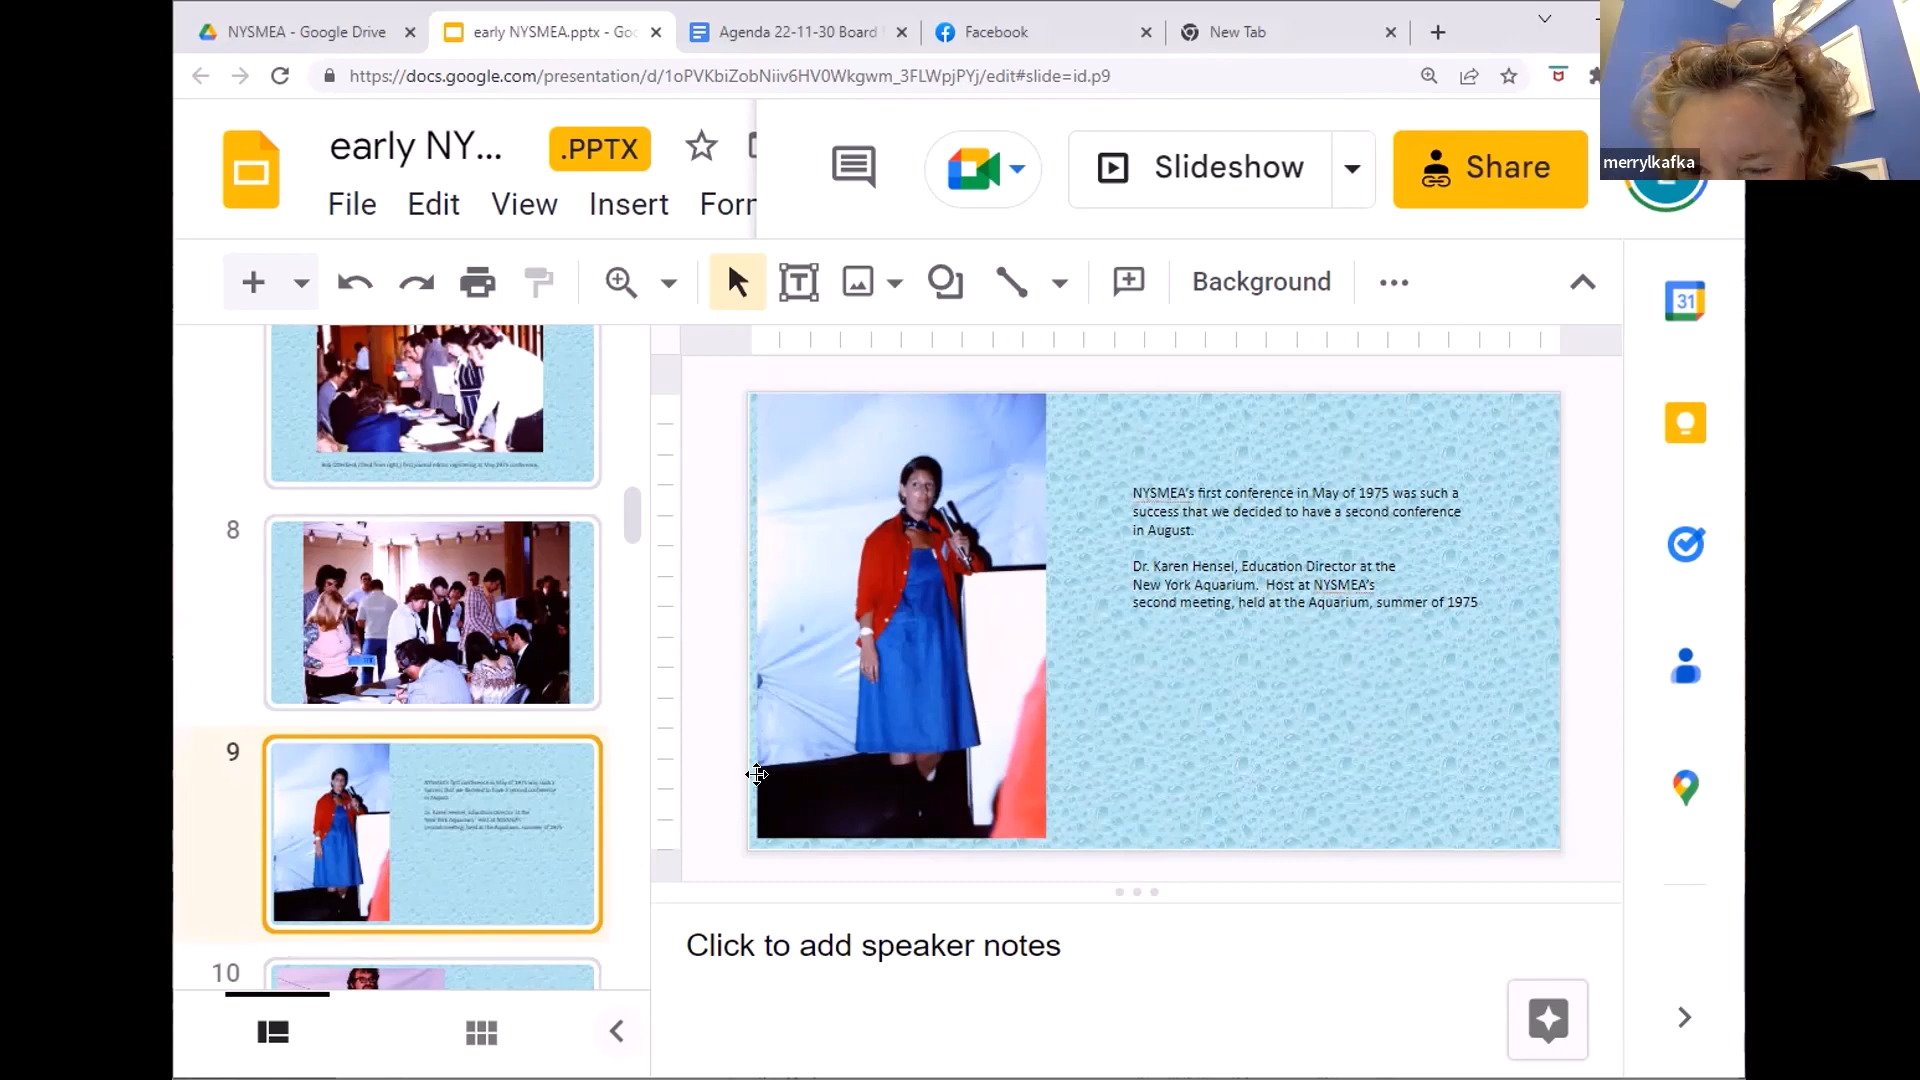 NYSMEA - Google Drive
early NYSMEA.pptx - Goo
Agenda 22-11-30 Board
Facebook
New Tab
https://docs.google.com/presentation/d/1oPVKbiZobNiiv6HV0Wkgwm_3FLWpjPYj/edit#slide=id.p9
merrylkafka
early NY...
.PPTX
Slideshow
Share
File
Edit
View
Insert
Forr
Background
31
8
9
10
NYSMEA's first conference in May of 1975 was such a
success that we decided to have a second conference
in August.
Dr. Karen Hensel, Education Director at the
New York Aquarium. Host at NYSMEA's
second meeting, held at the Aquarium, summer of 1975
Click to add speaker notes